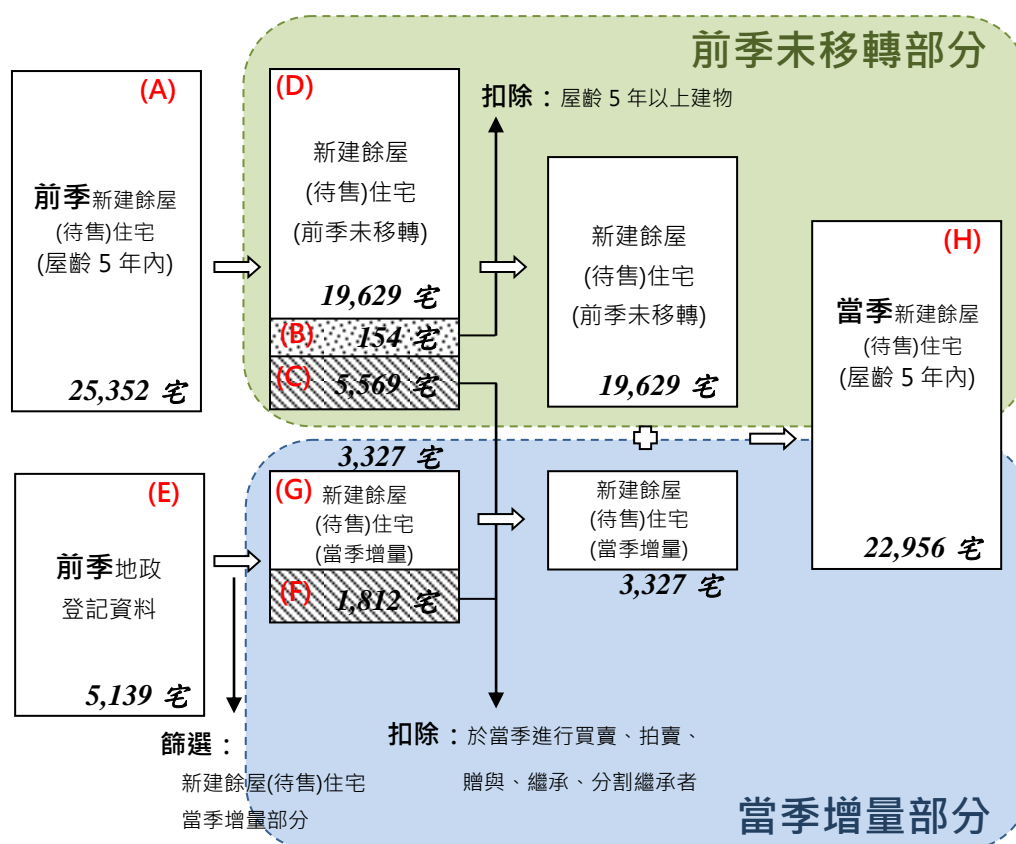 前季未移轉部分
(A)
前季新建餘屋
(待售)住宅
(屋齡 5 年內)
25,352 宅
(D)
新建餘屋
(待售)住宅
(前季未移轉)
19,629 宅
(B)
154 宅
(C)
5,569 宅
扣除：屋齡 5 年以上建物
新建餘屋
(待售)住宅
(前季未移轉)
19,629 宅
(H)
當季新建餘屋
(待售)住宅
(屋齡 5 年內)
22,956 宅
(E)
前季地政
登記資料
5,139 宅
3,327 宅
(G)
新建餘屋
(待售)住宅
(當季增量)
(F)
1,812 宅
新建餘屋
(待售)住宅
(當季增量)
3,327 宅
篩選：
新建餘屋(待售)住宅
當季增量部分
扣除：於當季進行買賣、拍賣、
贈與、繼承、分割繼承者
當季增量部分